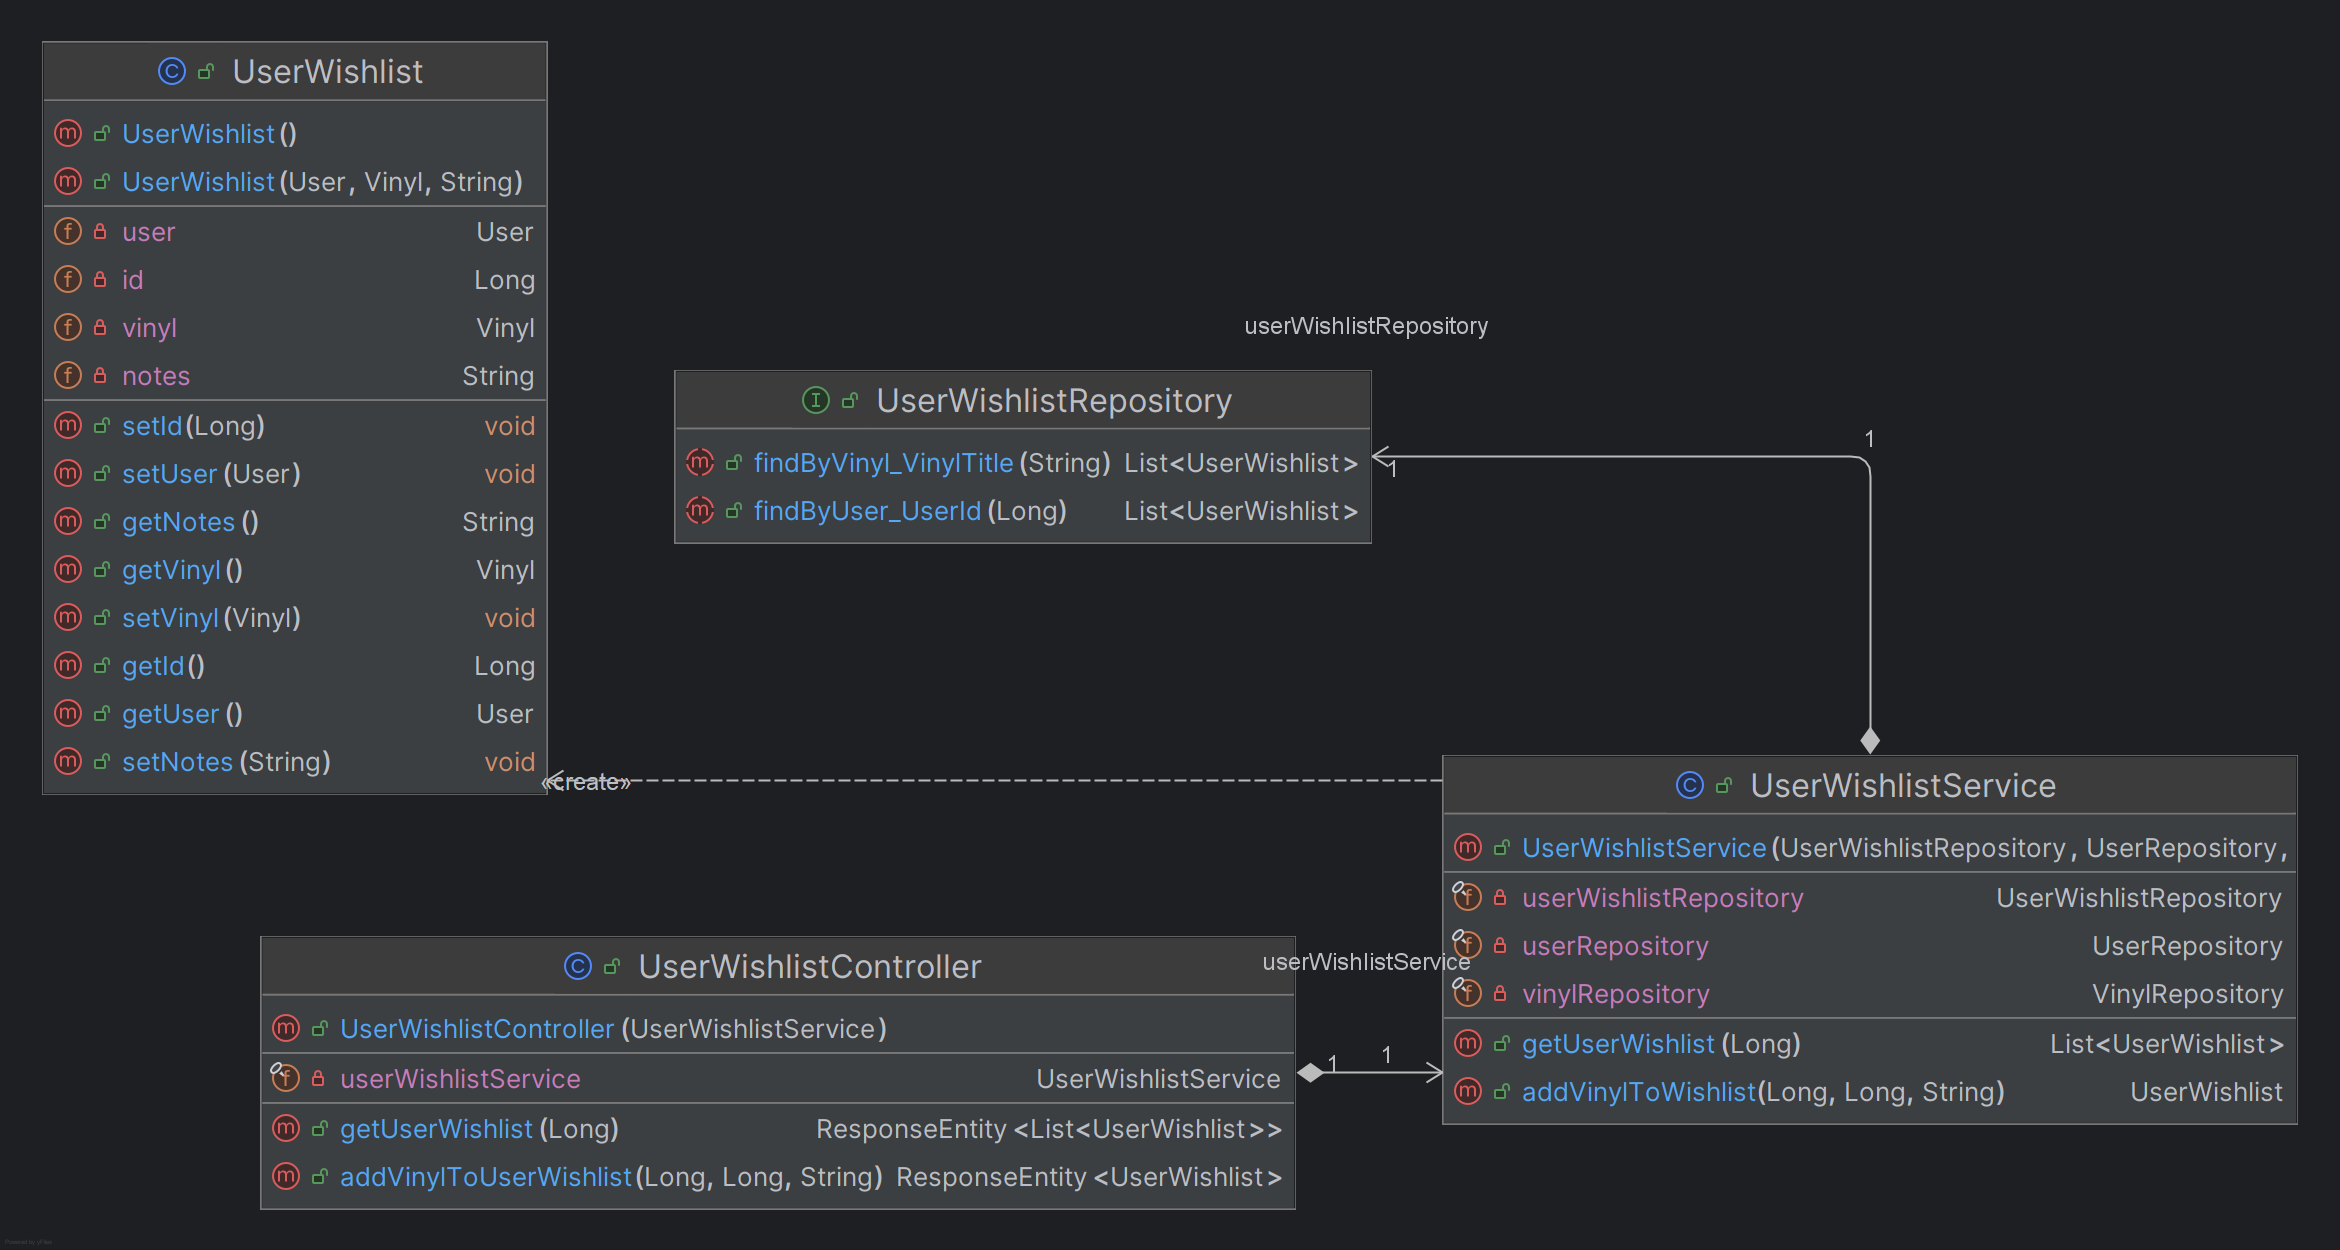 UserWishlist
UserWishlist()
UserWishlist(User, Vinyl, String)
user User
id Long
vinyl Vinyl
notes String
setId(Long) void
setUser(User) void
getNotes() String
getVinyl() Vinyl
setVinyl(Vinyl) void
getId() Long
getUser() User
setNotes(String) void
«create»
userWishlistRepository
UserWishlistRepository
findByVinyl_VinylTitle(String) List<UserWishlist>
findByUser_UserId(Long) List<UserWishlist>
1
1
UserWishlistService
UserWishlistService(UserWishlistRepository, UserRepository,
userWishlistRepository UserWishlistRepository
userRepository UserRepository
vinylRepository VinylRepository
getUserWishlist(Long) List<UserWishlist>
addVinylToWishlist(Long, Long, String) UserWishlist
userWishlistService
1
1
UserWishlistController
UserWishlistController(UserWishlistService)
userWishlistService UserWishlistService
getUserWishlist(Long) ResponseEntity<List<UserWishlist>>
addVinylToUserWishlist(Long, Long, String) ResponseEntity<UserWishlist>
Powered by yFiles